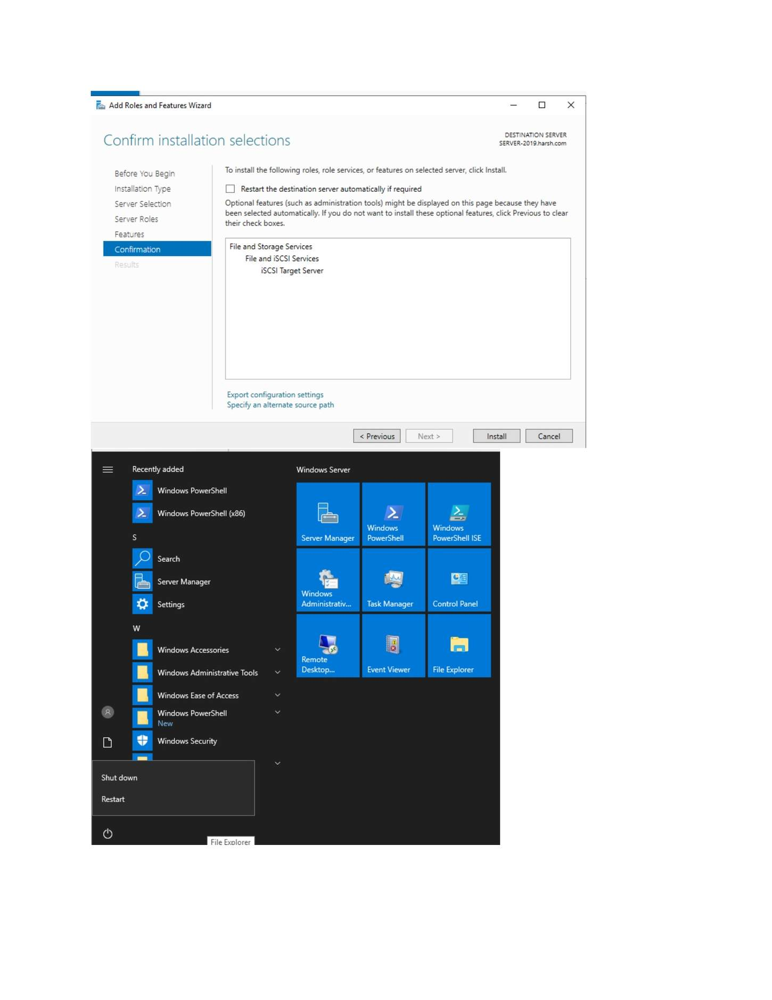 Add Roles and Features Wizard
Confirm installation selections
DESTINATION SERVER
SERVER-2019.harsh.com
Before You Begin
Installation Type
Server Selection
Server Roles
Features
Confirmation
Results
To install the following roles, role services, or features on selected server, click Install.
Restart the destination server automatically if required
Optional features (such as administration tools) might be displayed on this page because they have
been selected automatically. If you do not want to install these optional features, click Previous to clear
their check boxes.
File and Storage Services
File and iSCSI Services
iSCSI Target Server
Export configuration settings
Specify an alternate source path
< Previous
Next >
Install
Cancel
Recently added
Windows PowerShell
Windows PowerShell (x86)
S
Search
Server Manager
Settings
W
Windows Accessories
Windows Administrative Tools
Windows Ease of Access
Windows PowerShell
New
Windows Security
Shut down
Restart
File Explorer
Windows Server
Server Manager
Windows
PowerShell
Windows
PowerShell ISE
Windows
Administrativ...
Task Manager
Control Panel
Remote
Desktop...
Event Viewer
File Explorer